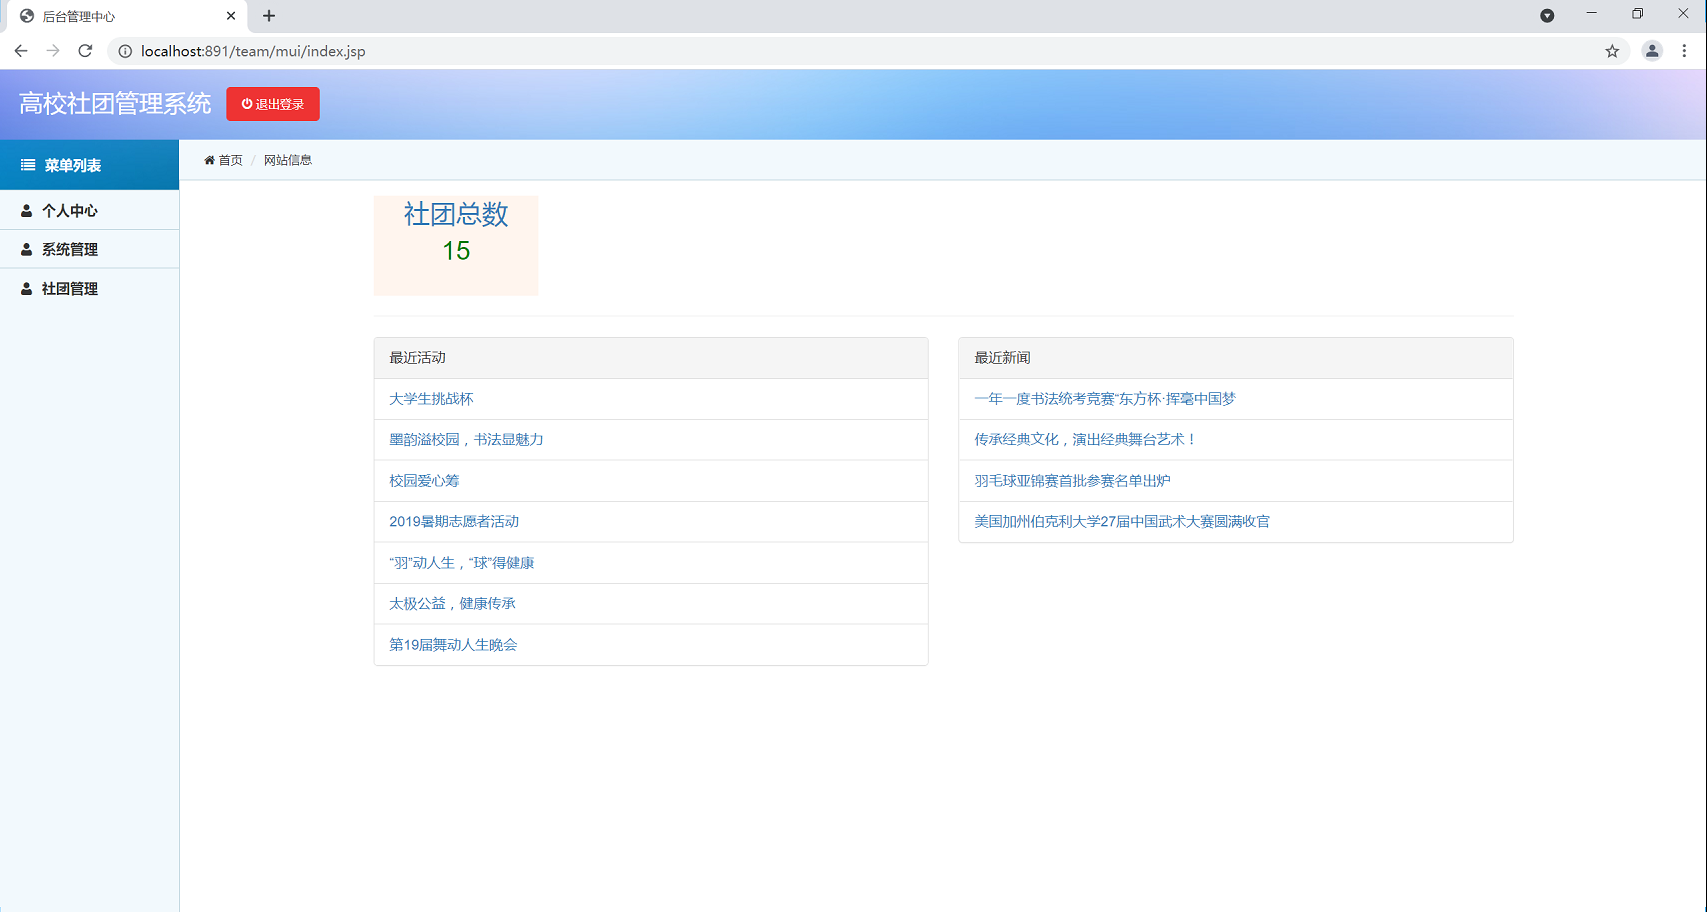 后台管理中心
localhost:891/team/mui/index.jsp
高校社团管理系统
退出登录
菜单列表
首页 / 网站信息
个人中心
系统管理
社团管理
社团总数
15
最近活动
大学生挑战杯
墨韵溢校园，书法显魅力
校园爱心筹
2019暑期志愿者活动
“羽”动人生，“球”得健康
太极公益，健康传承
第19届舞动人生晚会
最近新闻
一年一度书法统考竞赛“东方杯·挥毫中国梦
传承经典文化，演出经典舞台艺术！
羽毛球亚锦赛首批参赛名单出炉
美国加州伯克利大学27届中国武术大赛圆满收官